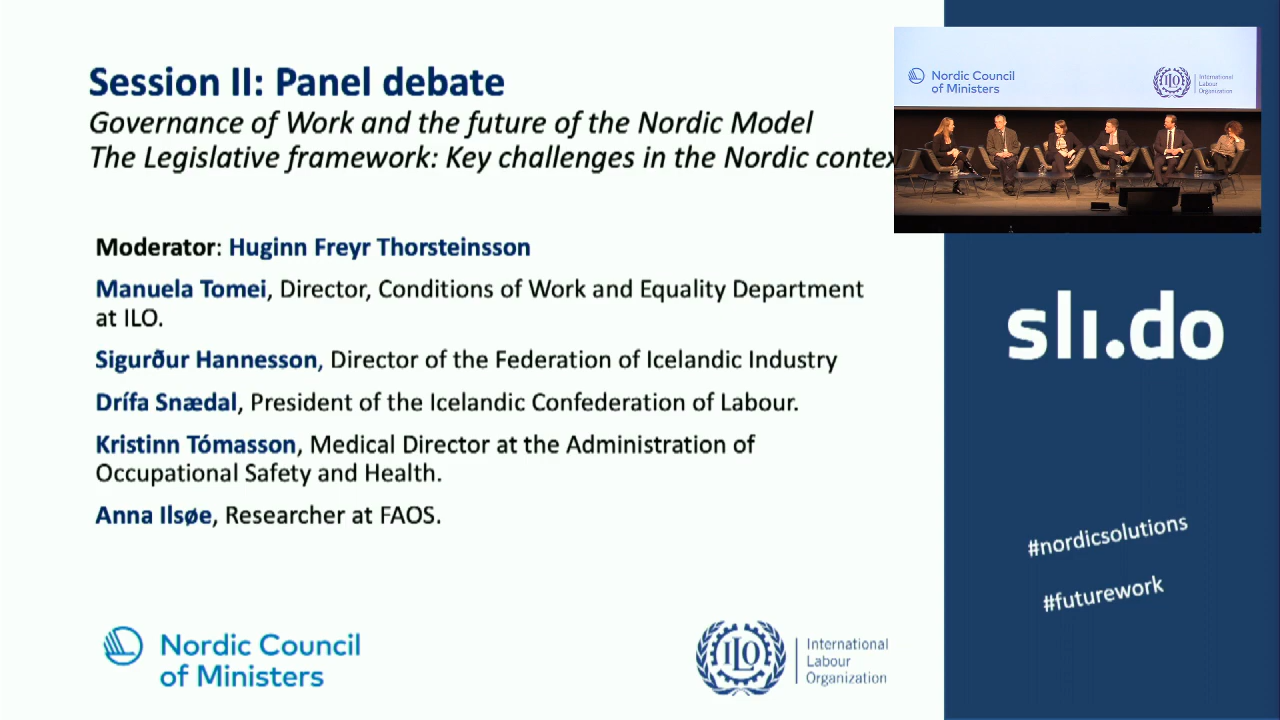 Session II: Panel debate
Governance of Work and the future of the Nordic Model
The Legislative framework: Key challenges in the Nordic contex
Moderator: Huginn Freyr Thorsteinsson
Manuela Tomei, Director, Conditions of Work and Equality Department
at ILO.
Sigurður Hannesson, Director of the Federation of Icelandic Industry
Drífa Snædal, President of the Icelandic Confederation of Labour.
Kristinn Tómasson, Medical Director at the Administration of
Occupational Safety and Health.
Anna Ilsøe, Researcher at FAOS.
Nordic Council
of Ministers
ILO
International
Labour
Organization
Nordic Council
of Ministers
ILO
International
Labour
Organization
slı.do
#nordicsolutions
#futurework